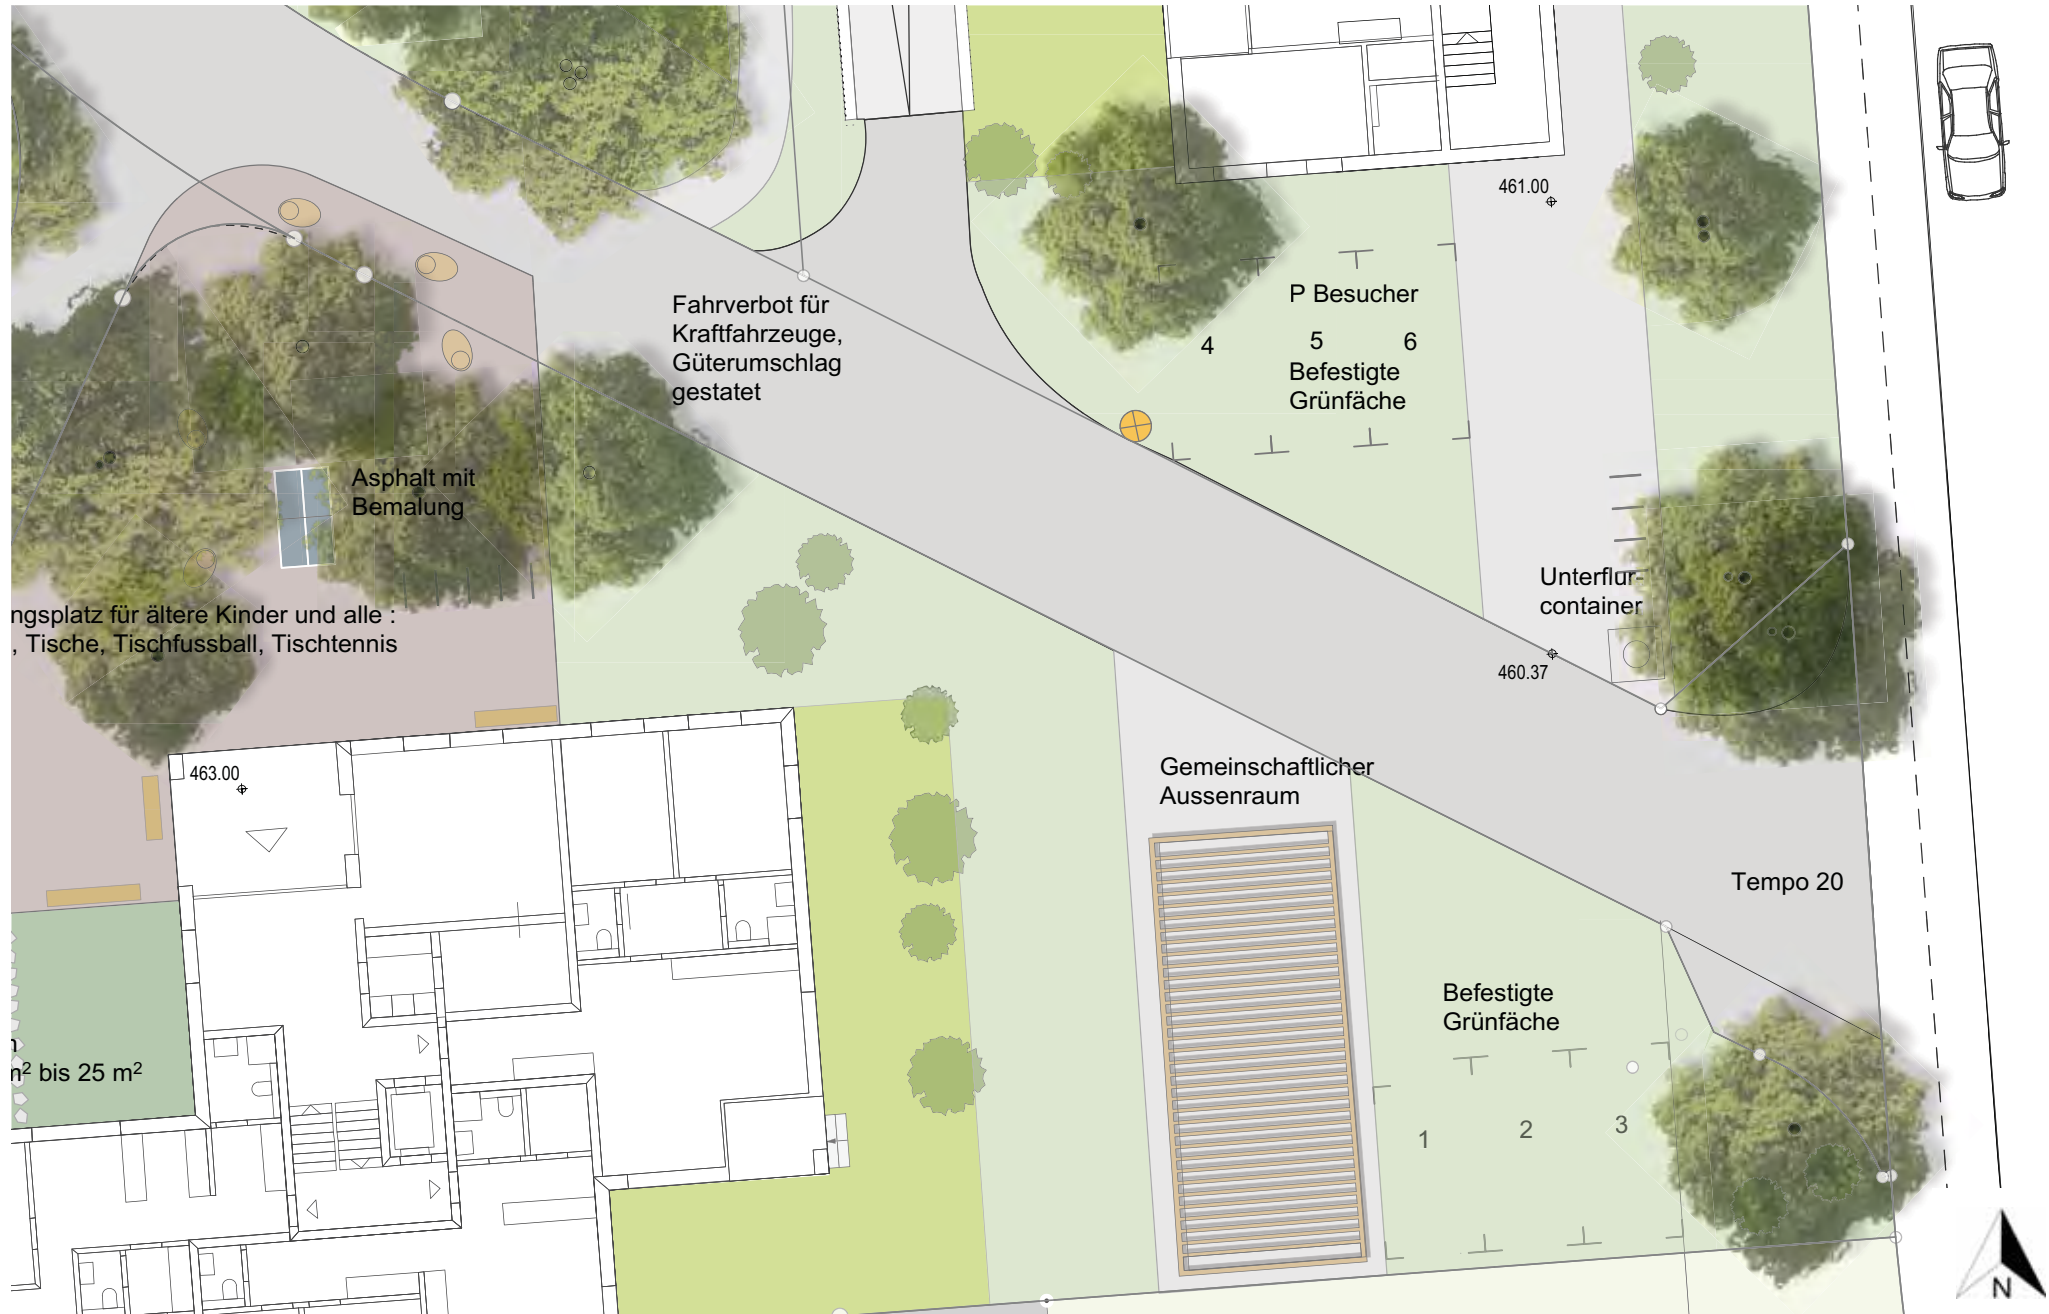 461.00
P Besucher
4 5 6
Befestigte
Grünfäche
Fahrverbot für
Kraftfahrzeuge,
Güterumschlag
gestatet
Asphalt mit
Bemalung
Unterflur-
container
ngsplatz für ältere Kinder und alle :
, Tische, Tischfussball, Tischtennis
460.37
463.00
Gemeinschaftlicher
Aussenraum
Tempo 20
Befestigte
Grünfäche
m² bis 25 m²
1 2 3
N